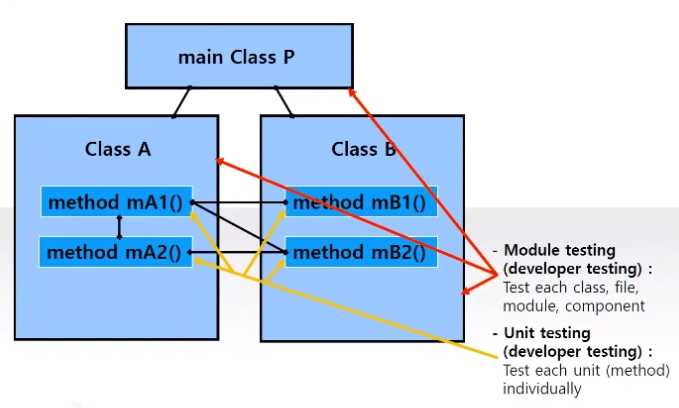 main Class P
Class A
Class B
method mA1()
method mB1()
method mA2()
method mB2()
- Module testing
(developer testing) :
Test each class, file,
module, component
- Unit testing
(developer testing) :
Test each unit (method)
individually